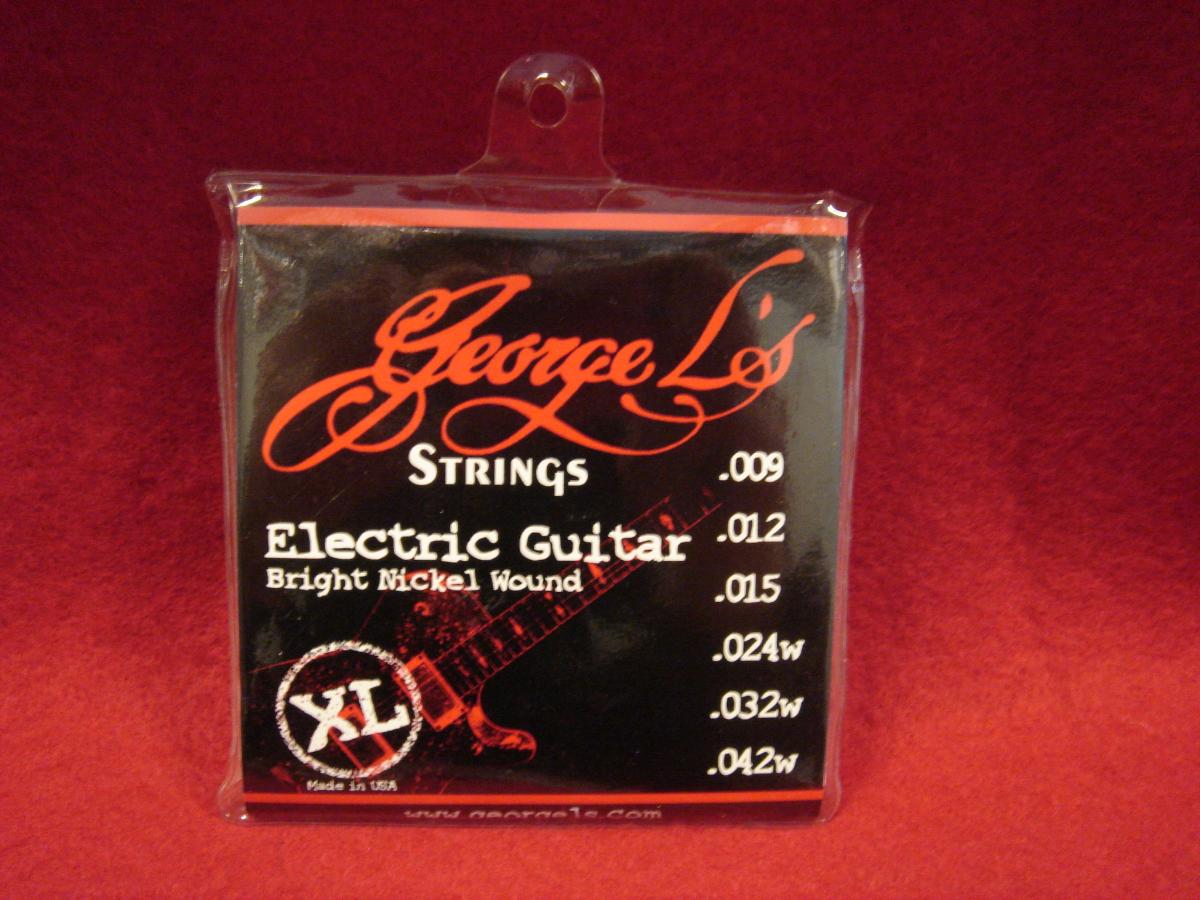 George L's
STRINGS
Electric Guitar
Bright Nickel Wound
.009
.012
.015
.024w
.032w
.042w
XL
Made in USA
www.georgels.com